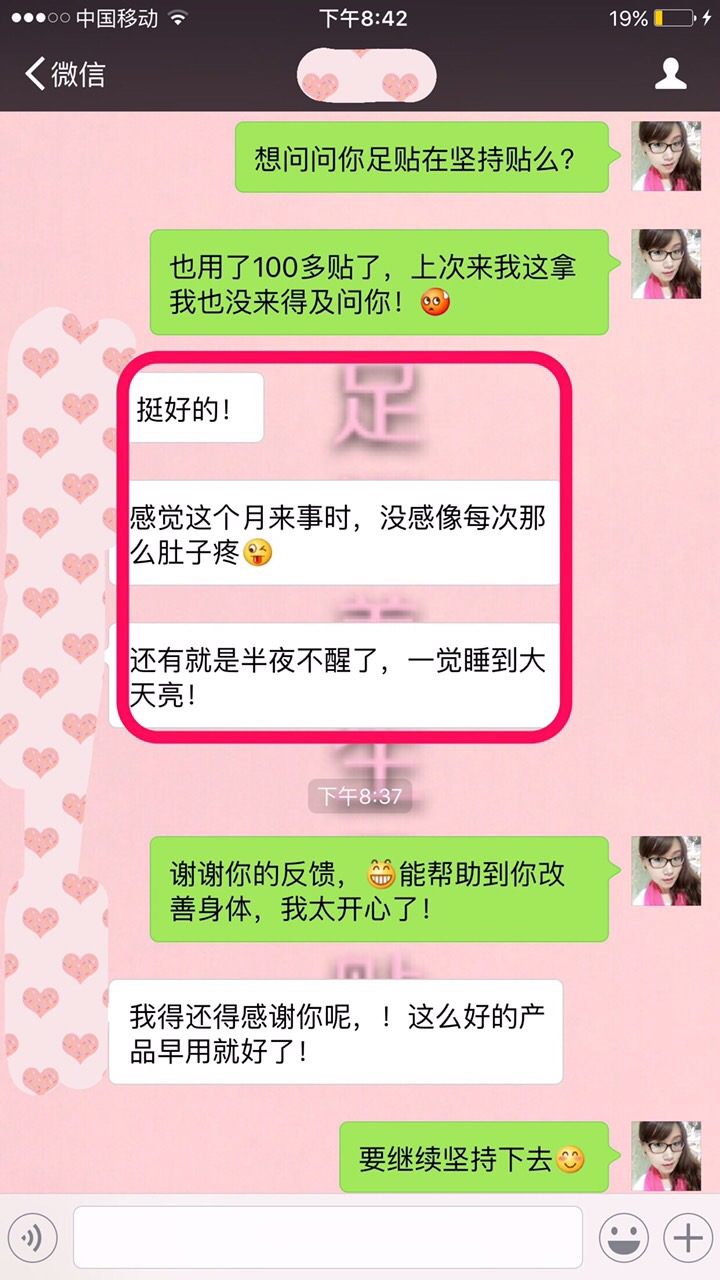 中国移动 下午8:42 19%
微信
想问问你足贴在坚持贴么？
也用了100多贴了，上次来我这拿
我也没来得及问你！🥺
足
挺好的！
感觉这个月来事时，没感像每次那
么肚子疼😜
还有就是半夜不醒了，一觉睡到大
天亮！
下午8:37
谢谢你的反馈，😁能帮助到你改
善身体，我太开心了！
我得还得感谢你呢，！这么好的产
品早用就好了！
要继续坚持下去😊